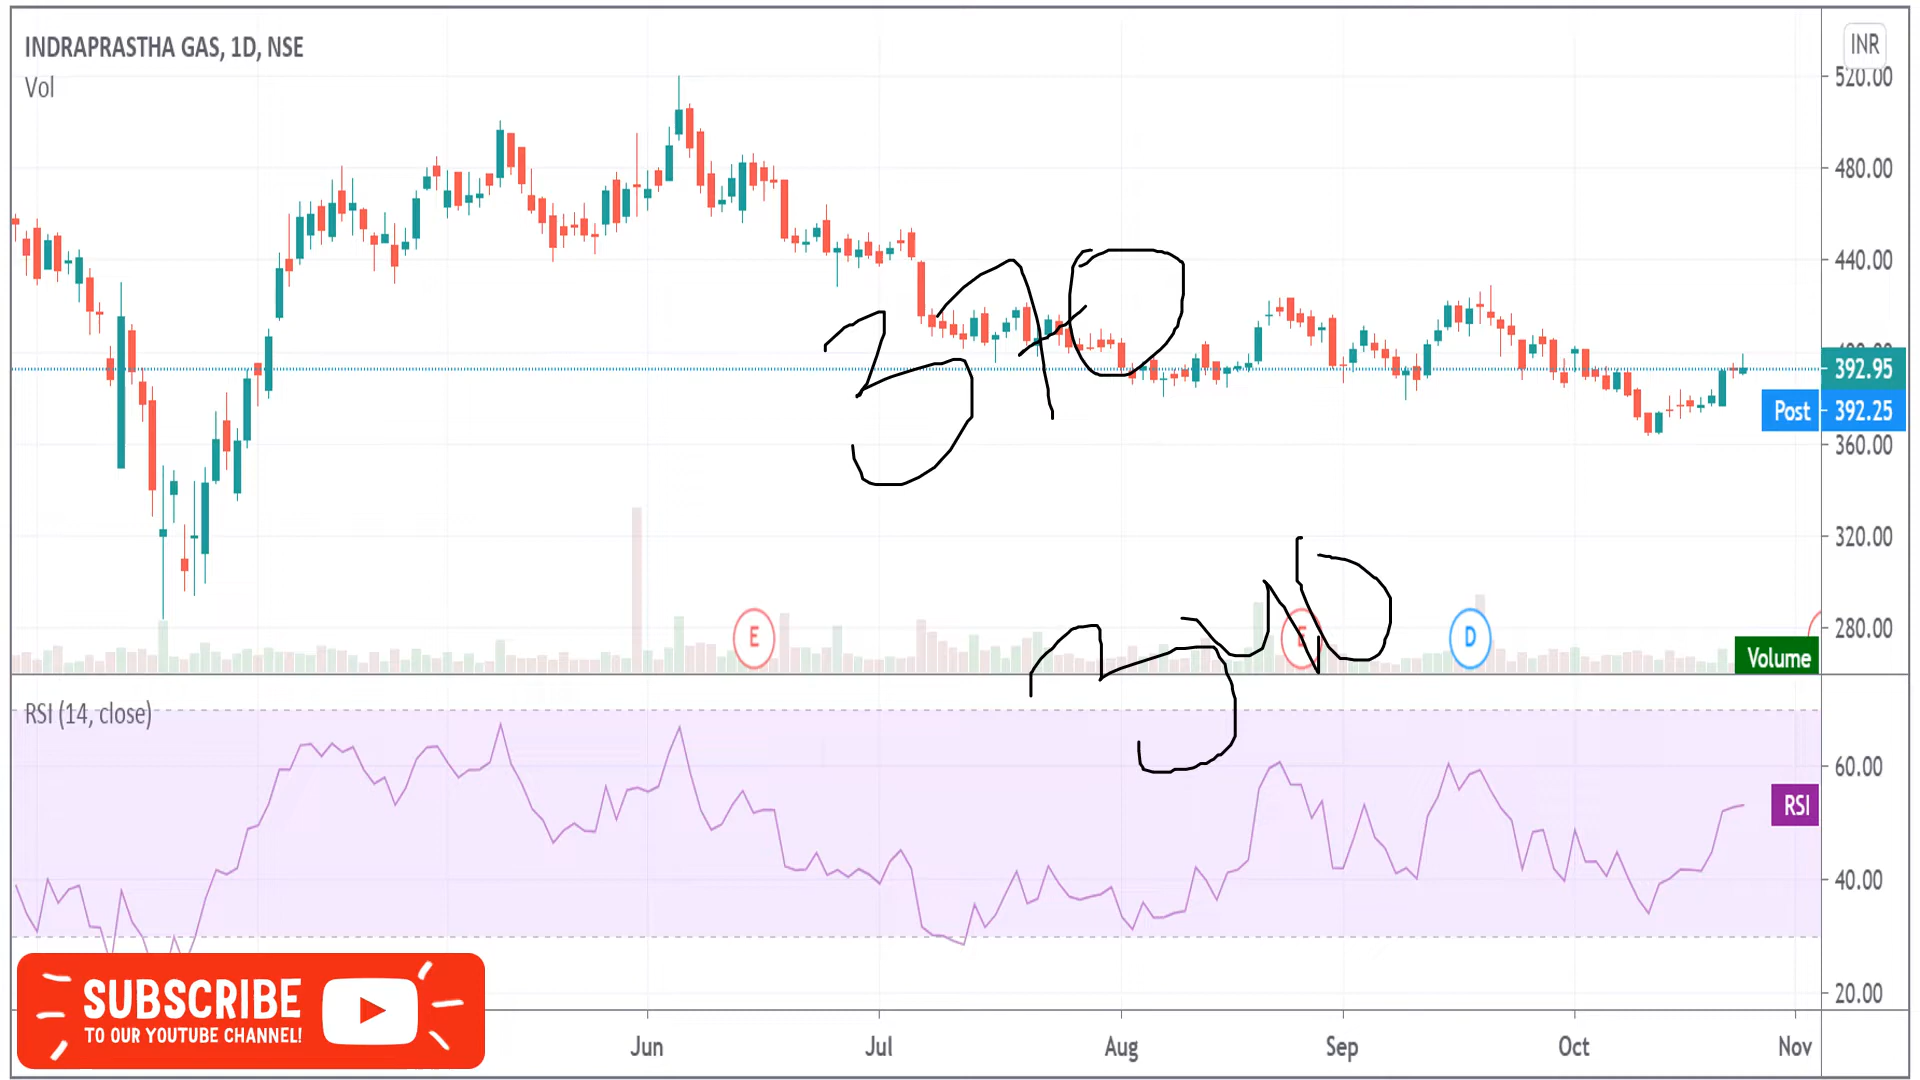 INDRAPRASTHA GAS, 1D, NSE
Vol
INR
520.00
480.00
440.00
400.00
392.95
Post 392.25
360.00
320.00
280.00
370
E
E
D
Volume
RSI (14, close)
60.00
RSI
40.00
20.00
SUBSCRIBE
TO OUR YOUTUBE CHANNEL!
Jun Jul Aug Sep Oct Nov